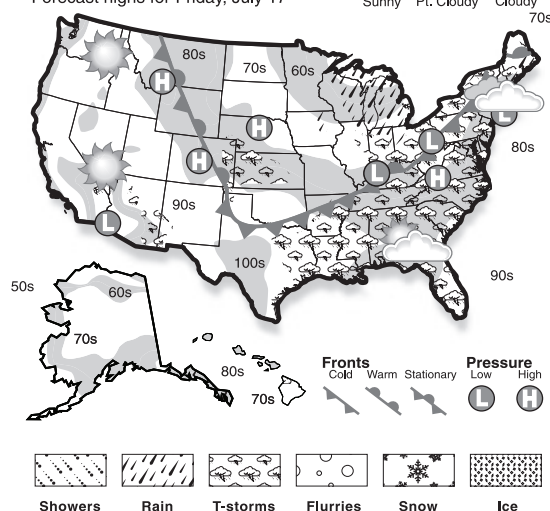 Forecast highs for Friday, July 17
Sunny Pt. Cloudy Cloudy
70s
80s 70s 60s
H
H
L
L
80s
H
L
H
90s
L
100s
90s
50s
60s
70s
80s
70s
Fronts
Cold Warm Stationary
Pressure
Low High
L H
Showers Rain T-storms Flurries Snow Ice